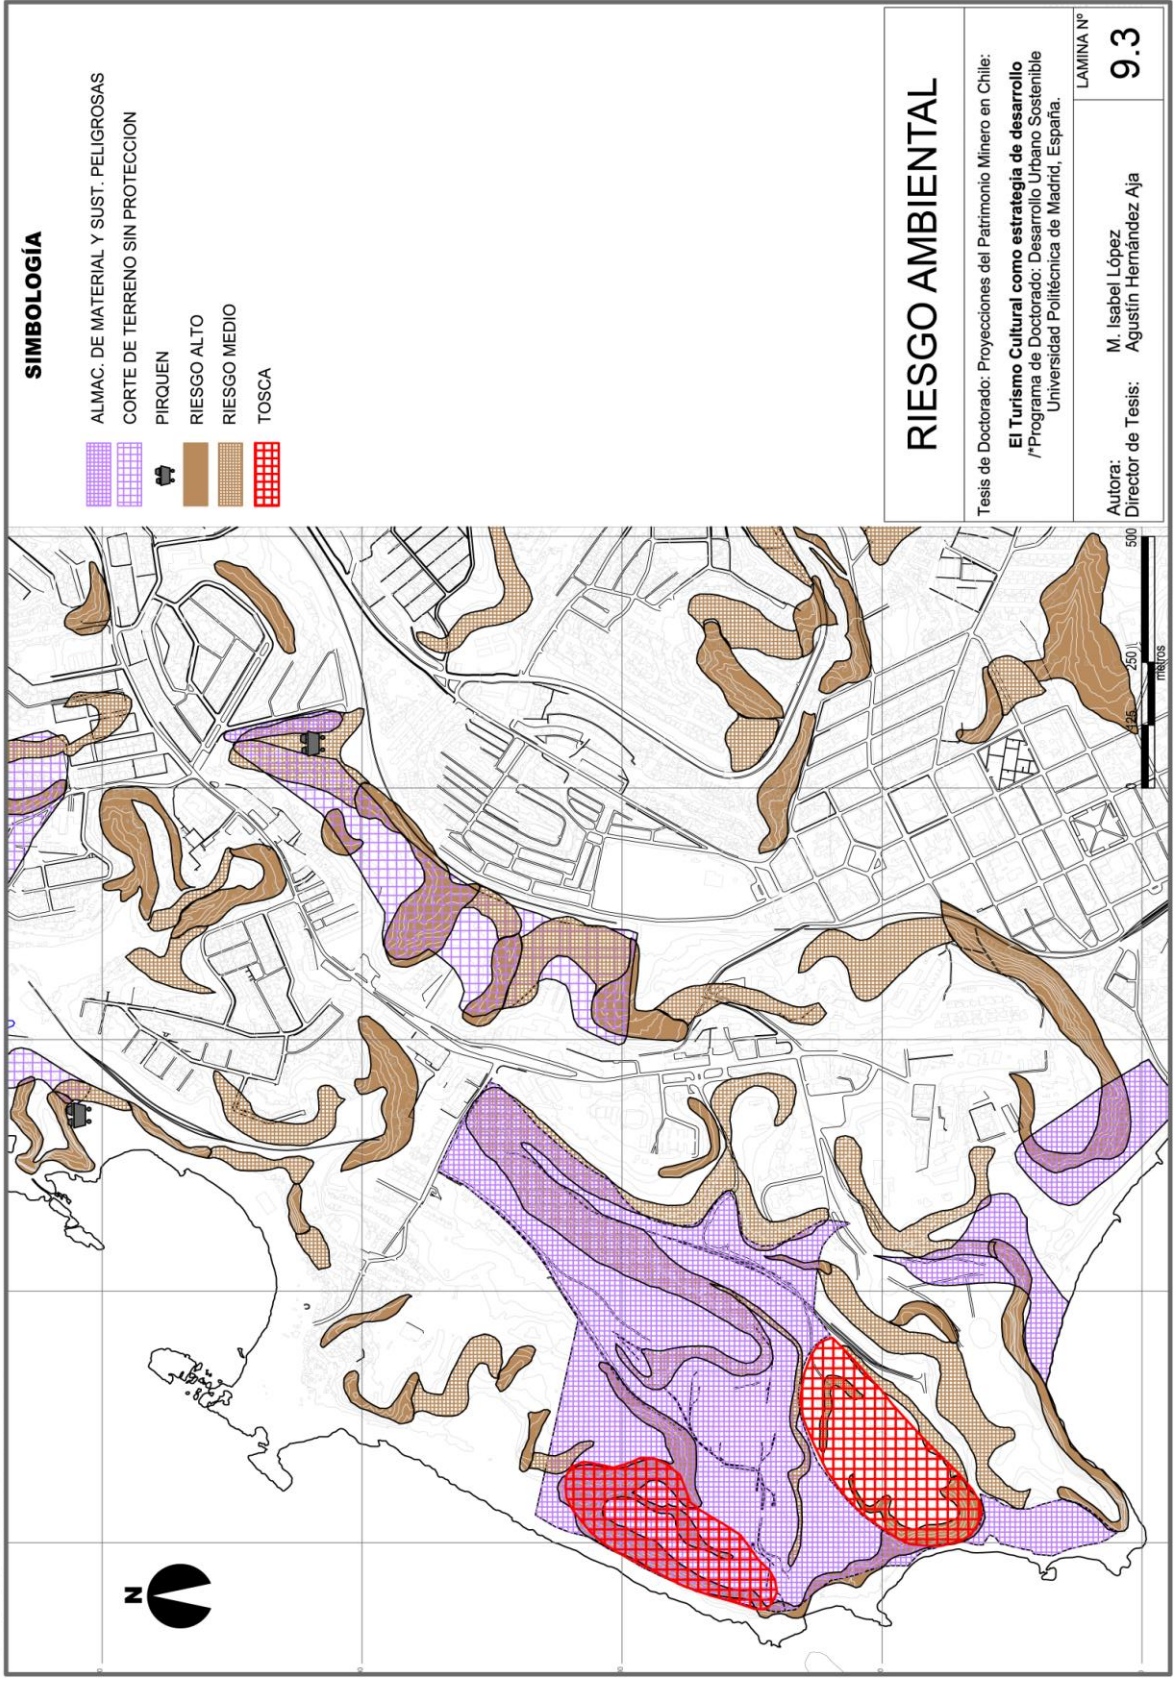 SIMBOLOGÍA
ALMAC. DE MATERIAL Y SUST. PELIGROSAS
CORTE DE TERRENO SIN PROTECCION
PIRQUEN
RIESGO ALTO
RIESGO MEDIO
TOSCA
RIESGO AMBIENTAL
Tesis de Doctorado: Proyecciones del Patrimonio Minero en Chile:
El Turismo Cultural como estrategia de desarrollo
/*Programa de Doctorado: Desarrollo Urbano Sostenible
Universidad Politécnica de Madrid, España.
Autora: M. Isabel López
Director de Tesis: Agustín Hernández Aja
LAMINA Nº
9.3
N
0 125 250 500
metros